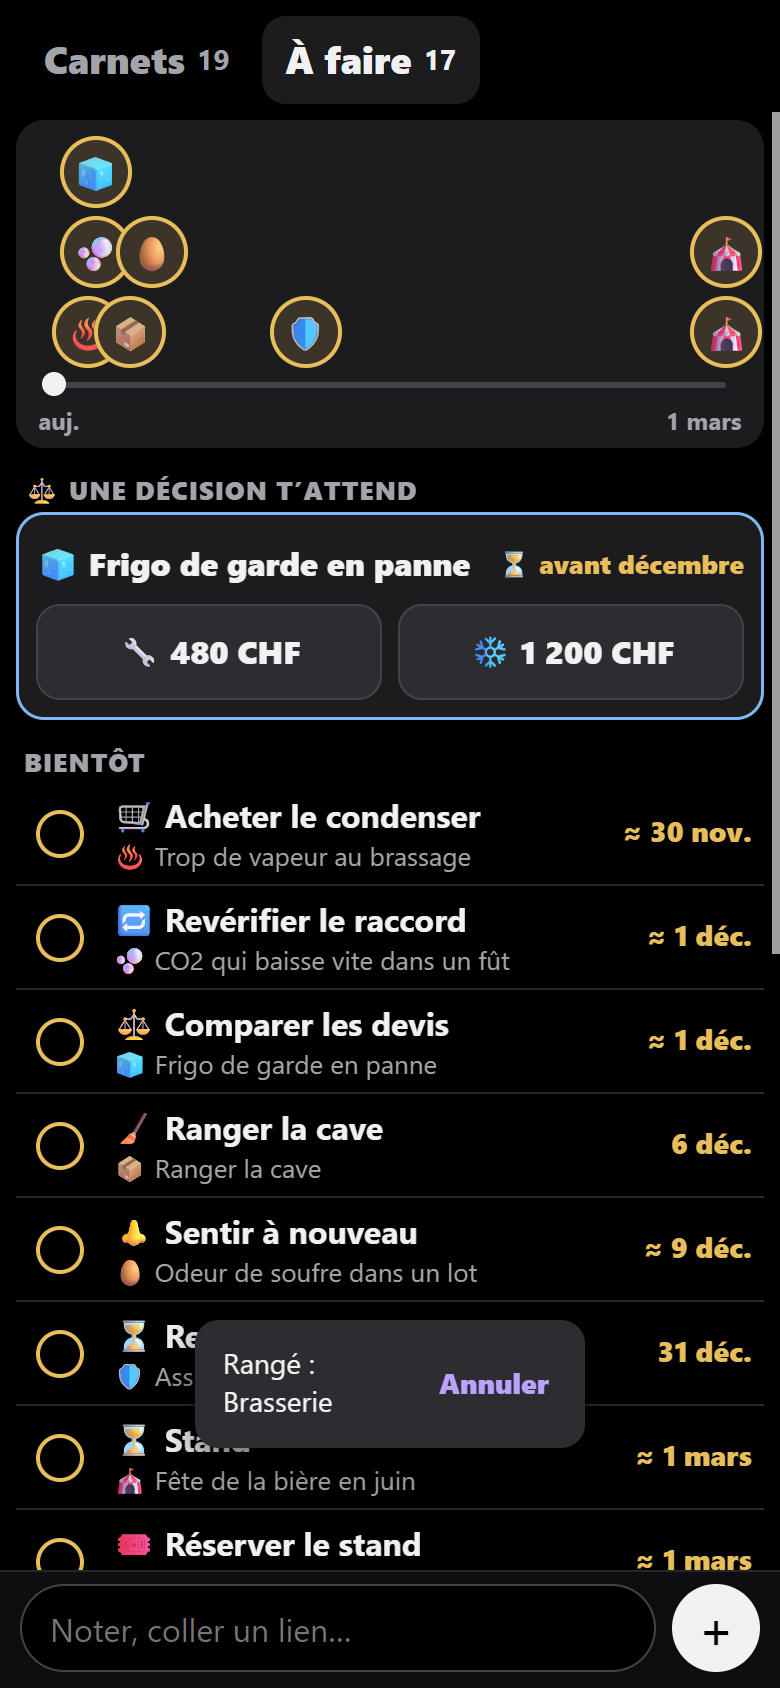 Carnets 19 À faire 17
auj. 1 mars
UNE DÉCISION T’ATTEND
Frigo de garde en panne avant décembre
480 CHF 1 200 CHF
BIENTÔT
Acheter le condenser
≈ 30 nov.
Trop de vapeur au brassage
Revérifier le raccord
≈ 1 déc.
CO2 qui baisse vite dans un fût
Comparer les devis
≈ 1 déc.
Frigo de garde en panne
Ranger la cave
6 déc.
Ranger la cave
Sentir à nouveau
≈ 9 déc.
Odeur de soufre dans un lot
31 déc.
Rangé :
Brasserie
Annuler
≈ 1 mars
Fête de la bière en juin
Réserver le stand
≈ 1 mars
Noter, coller un lien...
+